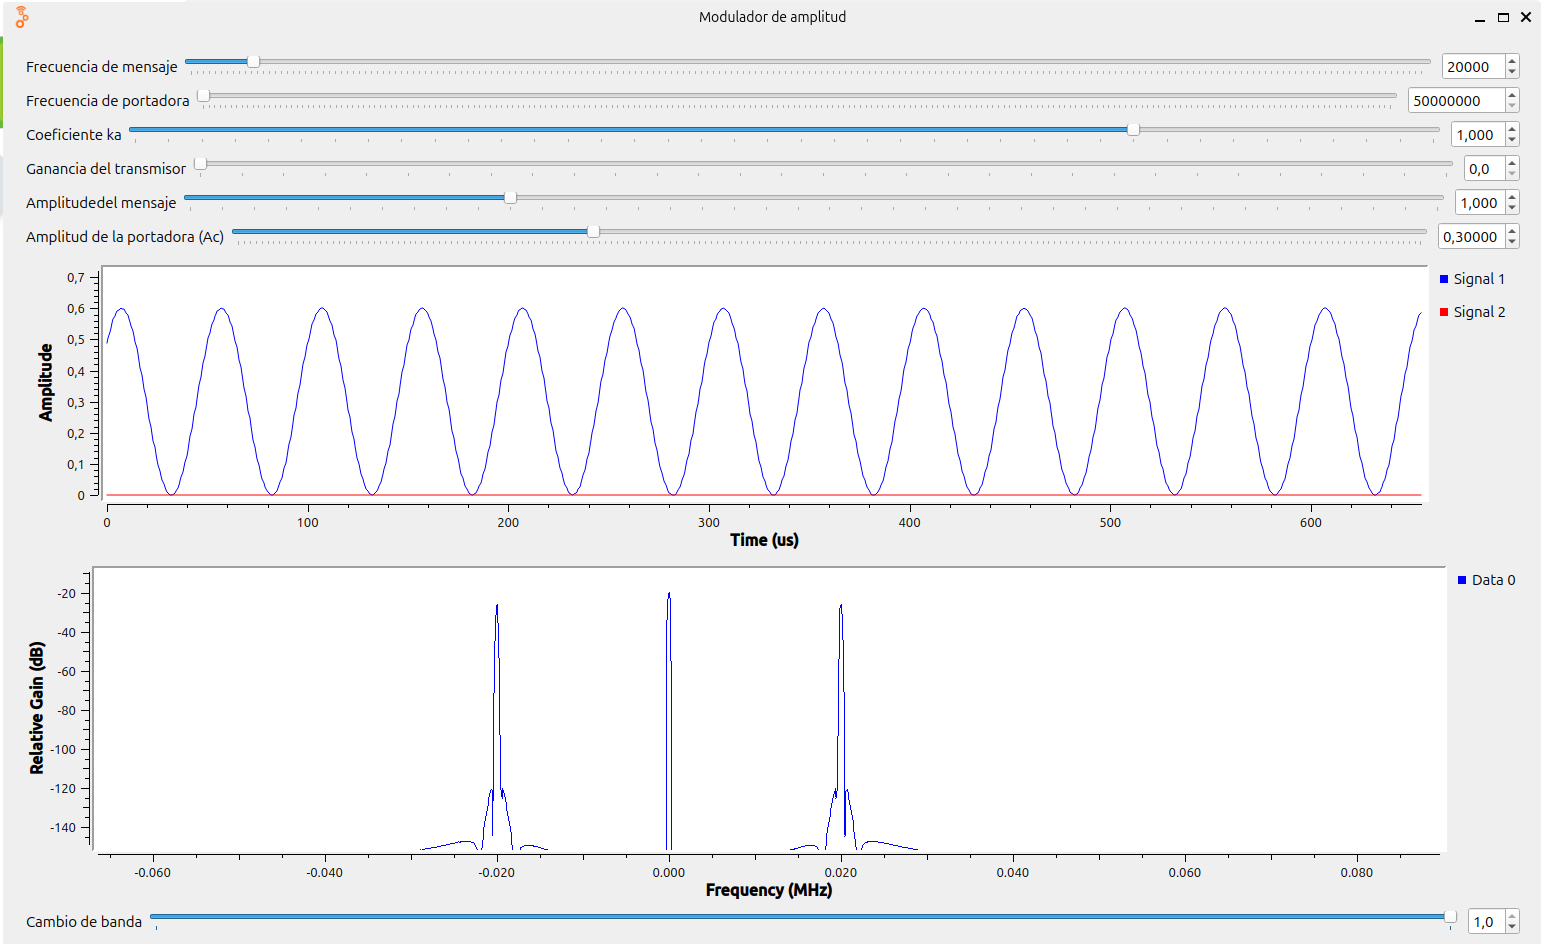 Modulador de amplitud
Frecuencia de mensaje 20000
Frecuencia de portadora 50000000
Coeficiente ka 1,000
Ganancia del transmisor 0,0
Amplitudedel mensaje 1,000
Amplitud de la portadora (Ac) 0,30000
0,7
0,6
0,5
0,4
0,3
0,2
0,1
0
Amplitude
Signal 1
Signal 2
0 100 200 300 400 500 600
Time (us)
-20
-40
-60
-80
-100
-120
-140
Relative Gain (dB)
Data 0
-0.060 -0.040 -0.020 0.000 0.020 0.040 0.060 0.080
Frequency (MHz)
Cambio de banda 1,0